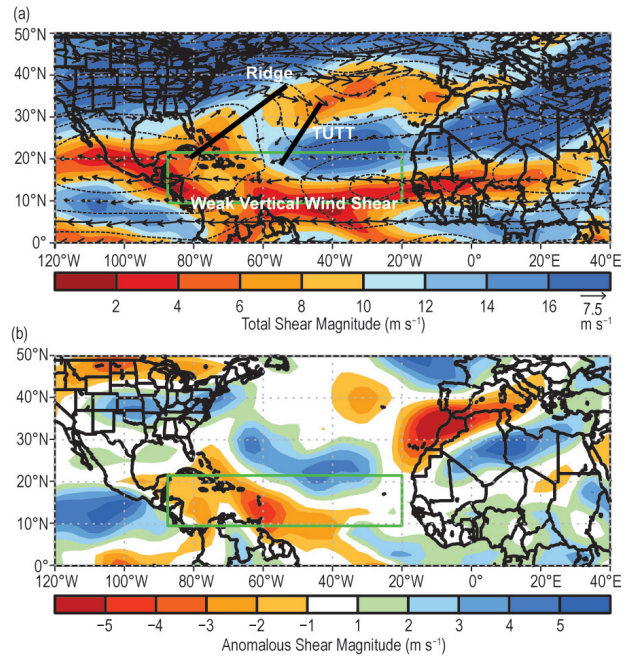 (a)
50°N
40°N
30°N
20°N
10°N
0°
Ridge
TUTT
Weak Vertical Wind Shear
120°W 100°W 80°W 60°W 40°W 20°W 0° 20°E 40°E
2 4 6 8 10 12 14 16 7.5
Total Shear Magnitude (m s⁻¹) m s⁻¹
(b)
50°N
40°N
30°N
20°N
10°N
0°
120°W 100°W 80°W 60°W 40°W 20°W 0° 20°E 40°E
−5 −4 −3 −2 −1 1 2 3 4 5
Anomalous Shear Magnitude (m s⁻¹)